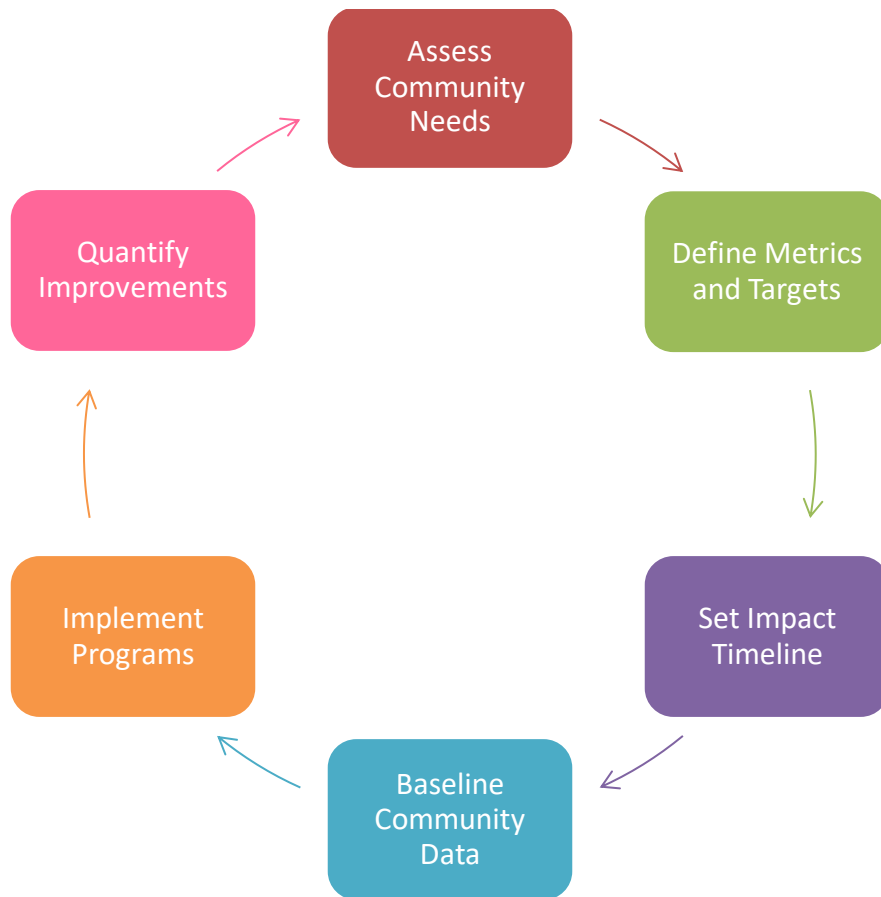 Assess
Community
Needs
Define Metrics
and Targets
Set Impact
Timeline
Baseline
Community
Data
Implement
Programs
Quantify
Improvements